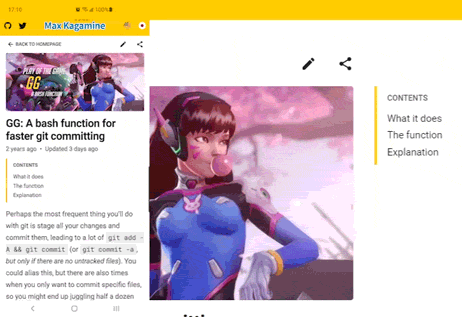 17:18
100%
Max Kagamine
BACK TO HOMEPAGE
PLAY OF THE GAME
GG
A BASH FUNCTION
GG: A bash function for
faster git committing
2 years ago • Updated 3 days ago
CONTENTS
What it does
The function
Explanation
Perhaps the most frequent thing you'll do
with git is stage all your changes and
commit them, leading to a lot of git add -
A && git commit (or git commit -a,
but only if there are no untracked files). You
could alias this, but there are also times
when you only want to commit specific files,
so you might end up juggling half a dozen
CONTENTS
What it does
The function
Explanation